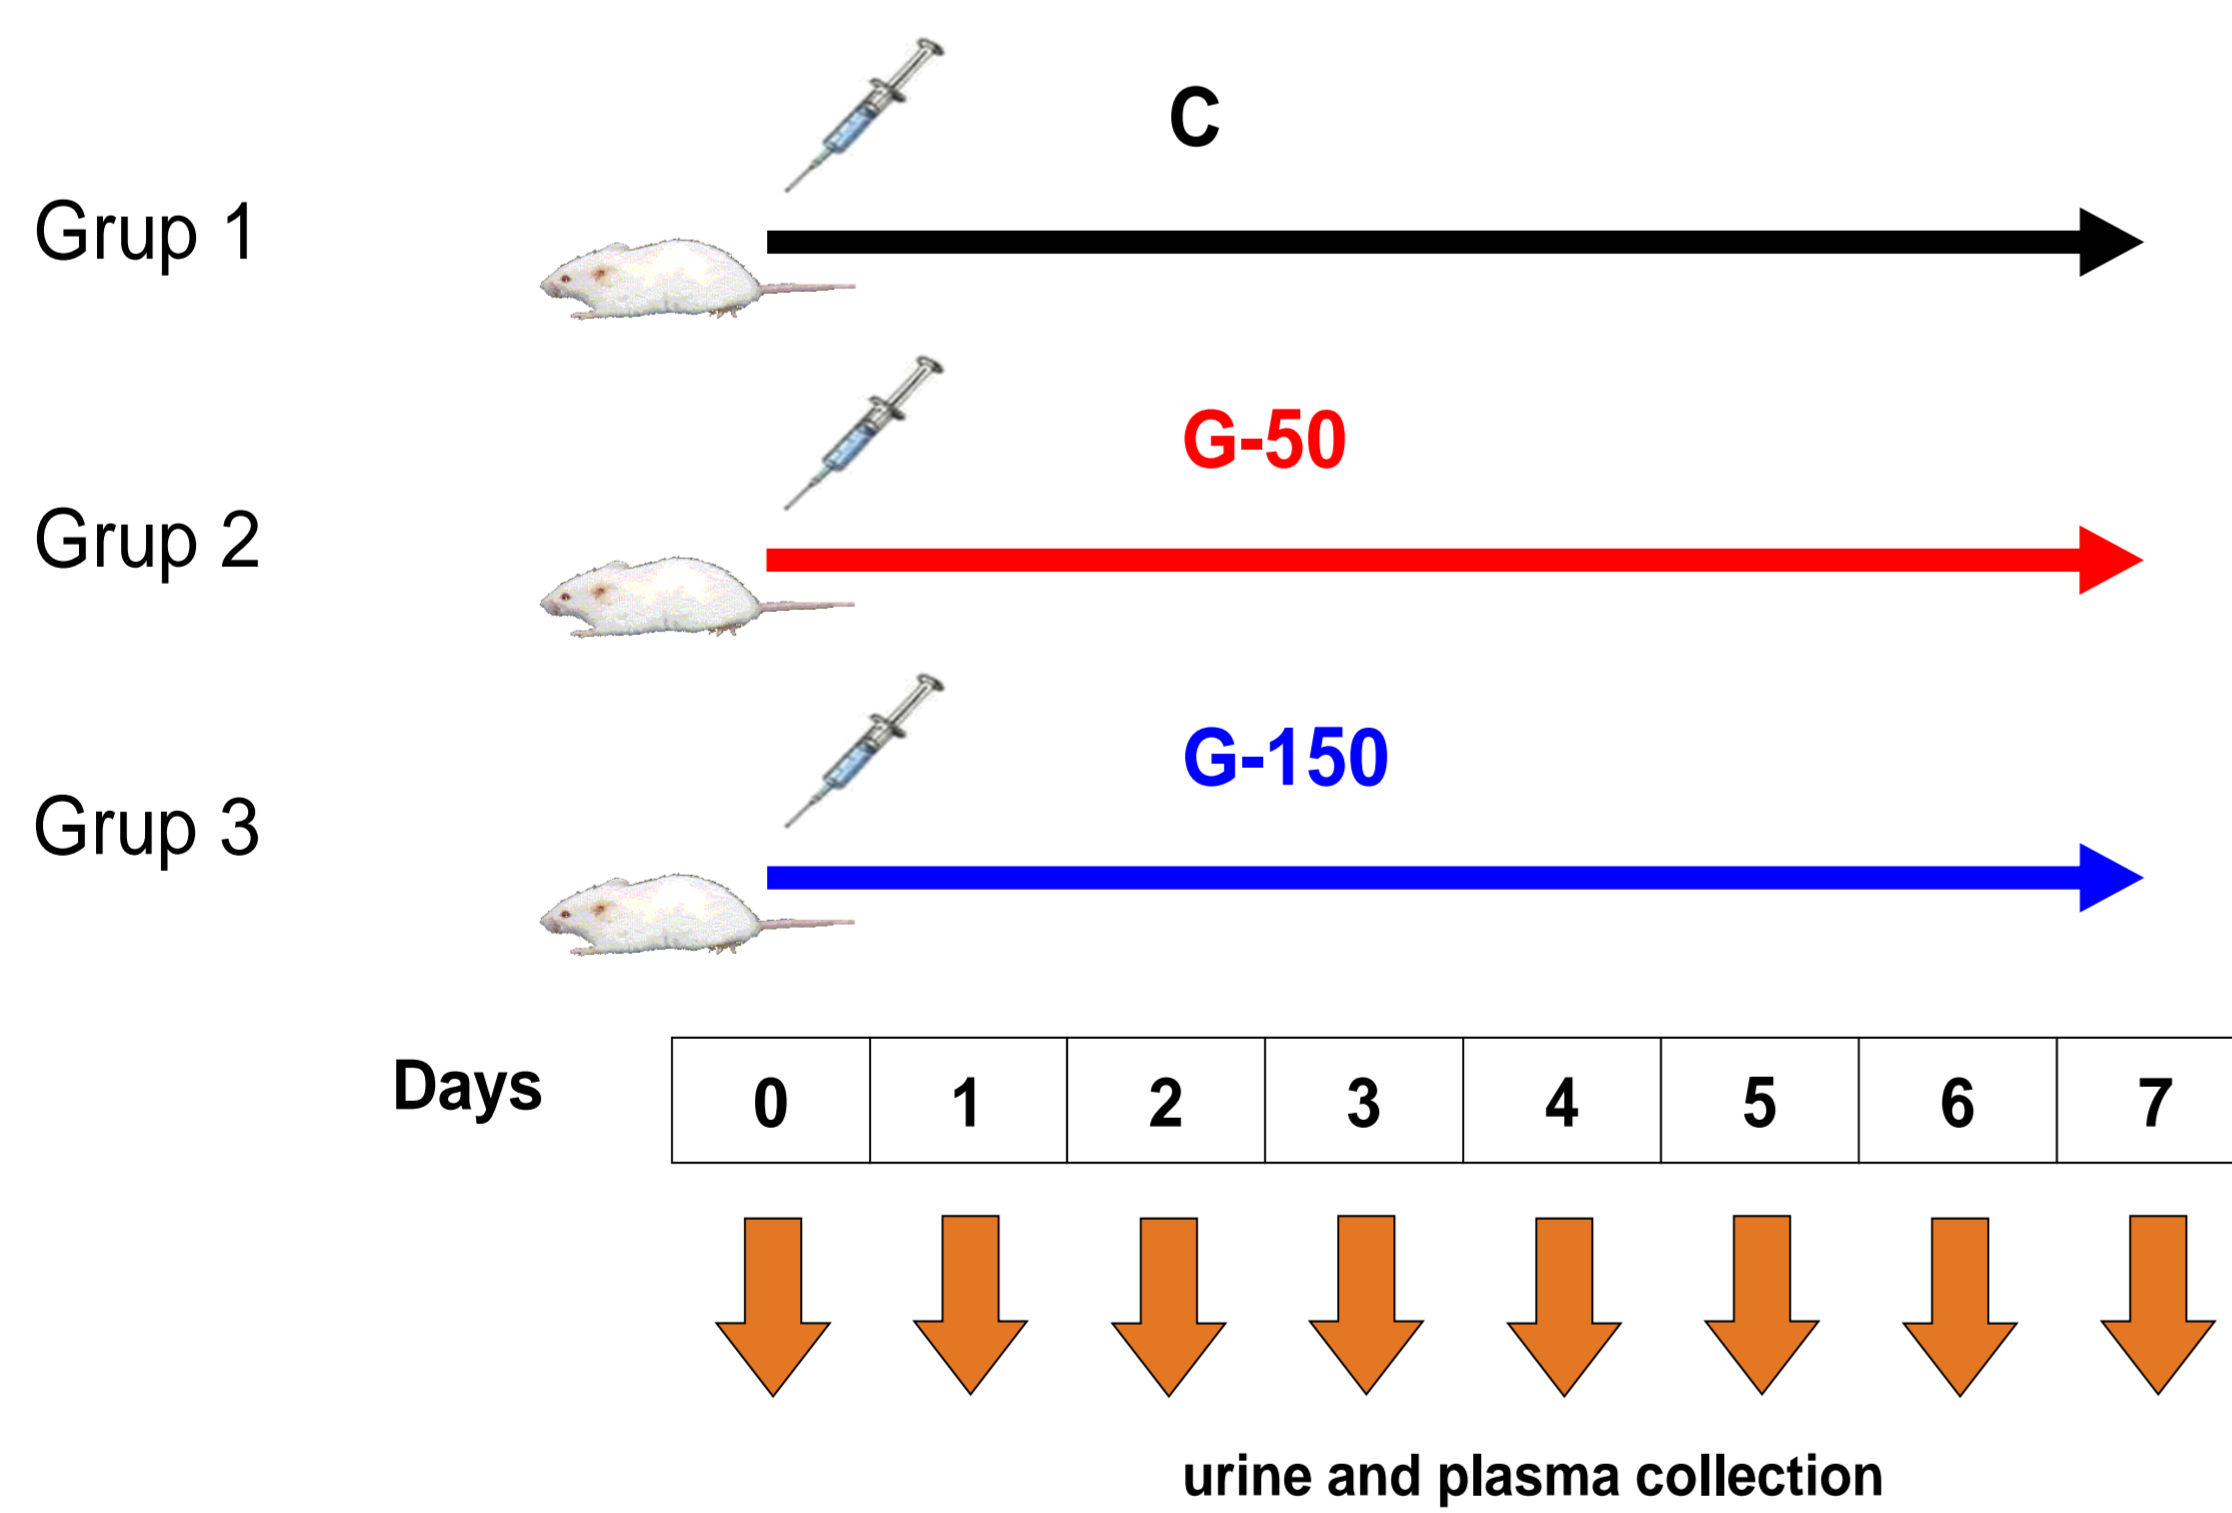 C
Grup 1
G-50
Grup 2
G-150
Grup 3
Days 0 1 2 3 4 5 6 7
urine and plasma collection